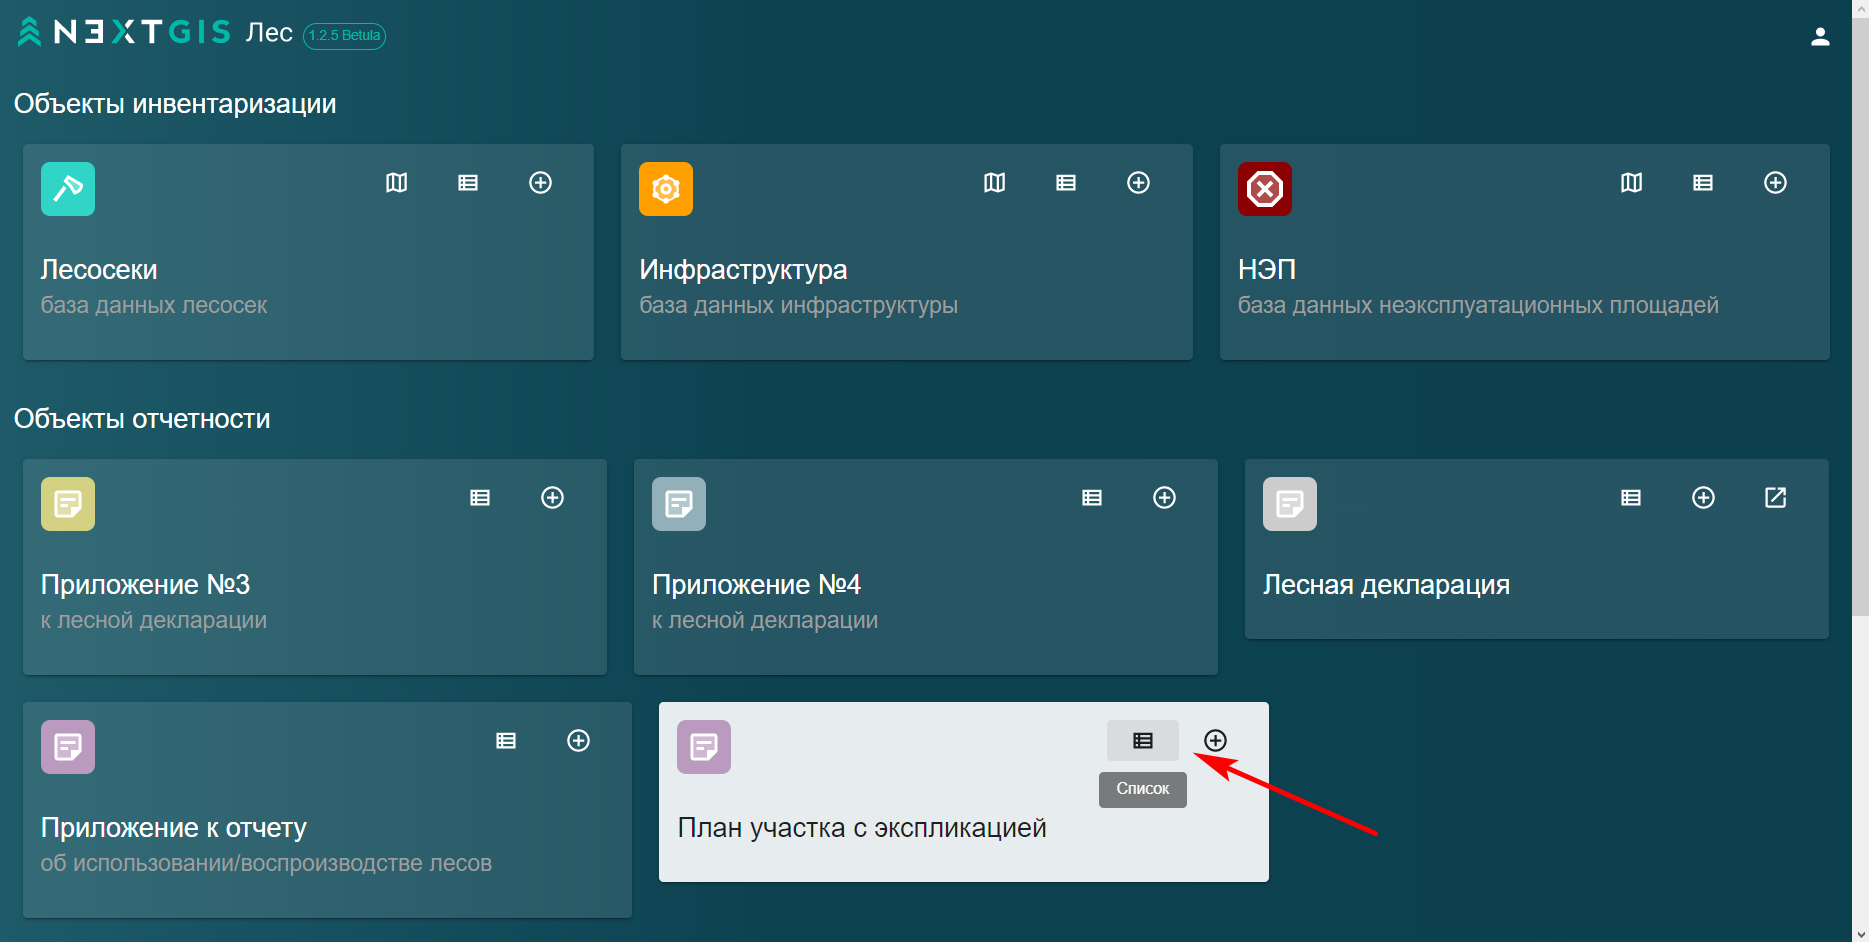 NEXTGIS Лес 1.2.5 Betula
Объекты инвентаризации
Лесосеки
база данных лесосек
Инфраструктура
база данных инфраструктуры
НЭП
база данных неэксплуатационных площадей
Объекты отчетности
Приложение №3
к лесной декларации
Приложение №4
к лесной декларации
Лесная декларация
Приложение к отчету
об использовании/воспроизводстве лесов
Список
План участка с экспликацией